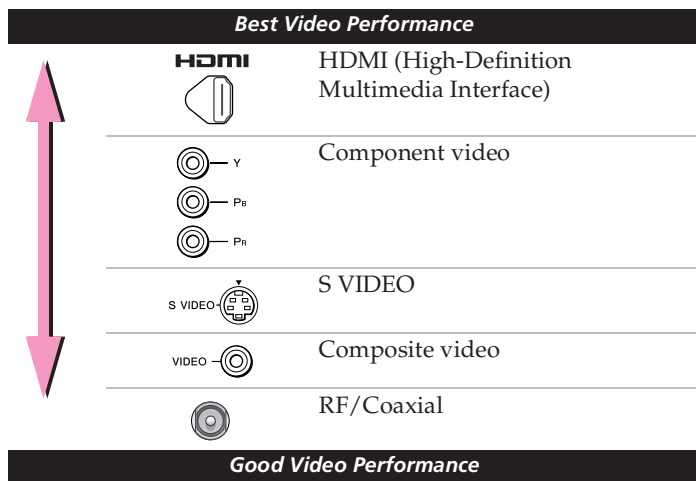 Best Video Performance
HDMI
HDMI (High-Definition
Multimedia Interface)
Component video
Y
PB
PR
S VIDEO
S VIDEO
Composite video
VIDEO
RF/Coaxial
Good Video Performance